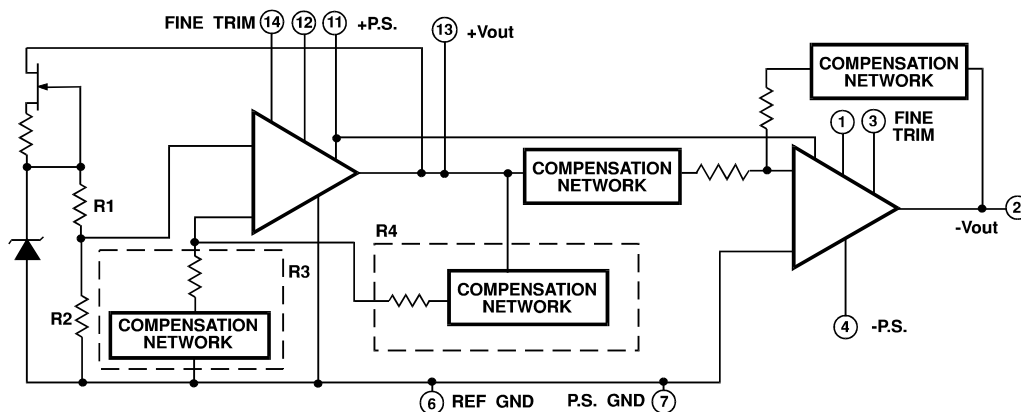 FINE TRIM 14 12 11 +P.S. 13 +Vout
COMPENSATION
NETWORK
1 3 FINE
TRIM
R1
COMPENSATION
NETWORK
R4
2
-Vout
R3
COMPENSATION
NETWORK
R2
COMPENSATION
NETWORK
4 -P.S.
6 REF GND P.S. GND 7